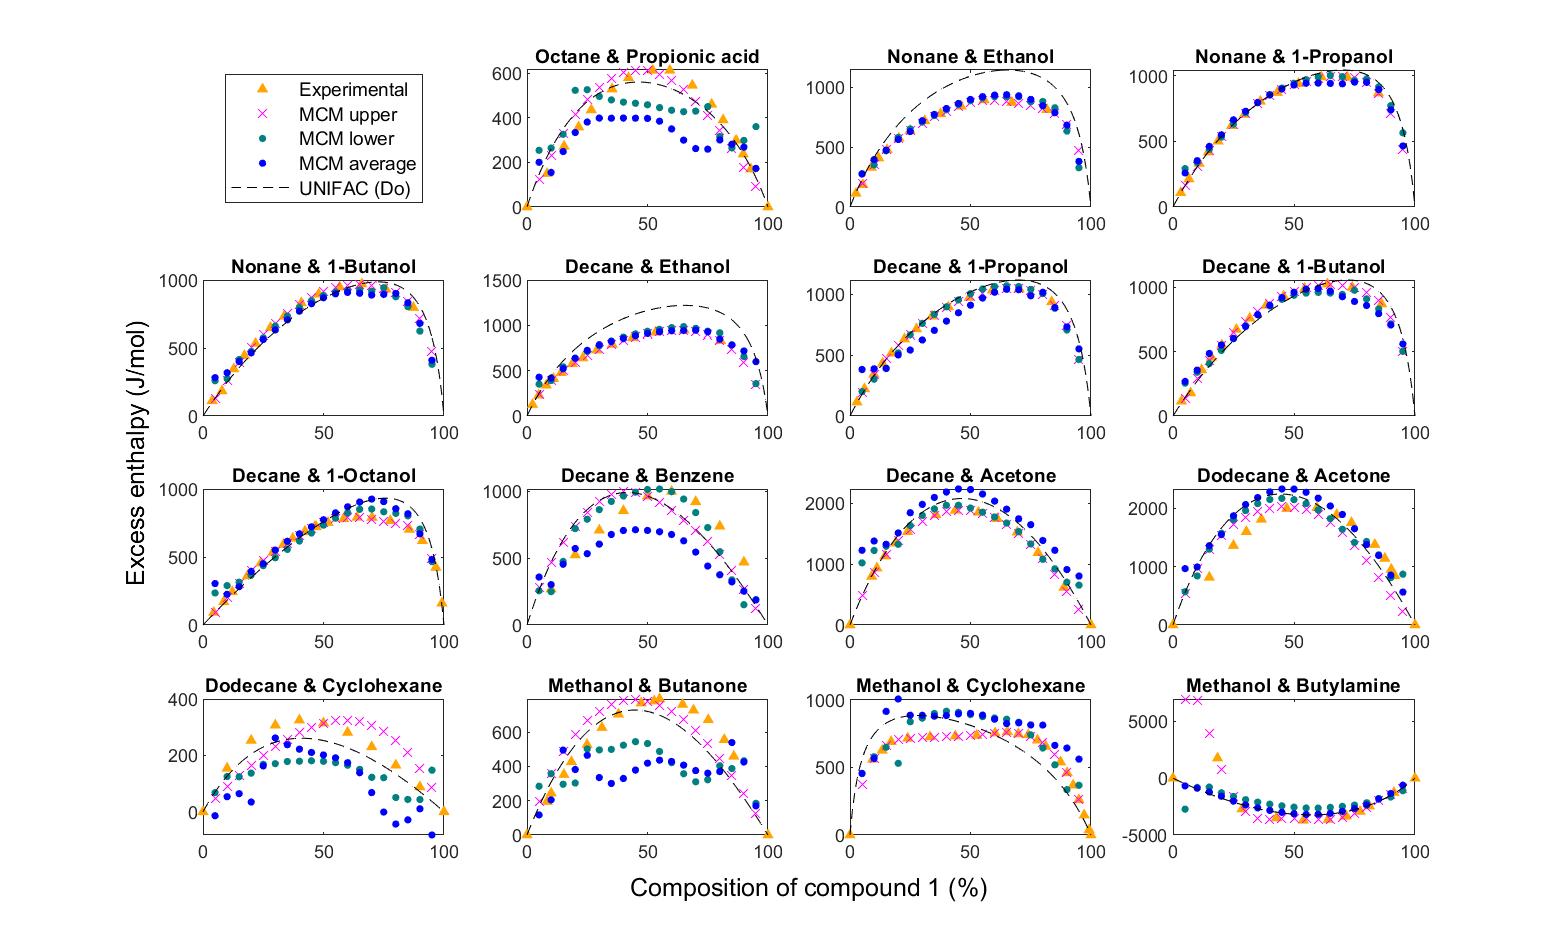 Experimental
MCM upper
MCM lower
MCM average
UNIFAC (Do)
Octane & Propionic acid
600
400
200
0
0 50 100
Nonane & Ethanol
1000
500
0
0 50 100
Nonane & 1-Propanol
1000
500
0
0 50 100
Excess enthalpy (J/mol)
Nonane & 1-Butanol
1000
500
0
0 50 100
Decane & Ethanol
1500
1000
500
0
0 50 100
Decane & 1-Propanol
1000
500
0
0 50 100
Decane & 1-Butanol
1000
500
0
0 50 100
Decane & 1-Octanol
1000
500
0
0 50 100
Decane & Benzene
1000
500
0
0 50 100
Decane & Acetone
2000
1000
0
0 50 100
Dodecane & Acetone
2000
1000
0
0 50 100
Dodecane & Cyclohexane
400
200
0
0 50 100
Methanol & Butanone
600
400
200
0
0 50 100
Methanol & Cyclohexane
1000
500
0
0 50 100
Methanol & Butylamine
5000
0
-5000
0 50 100
Composition of compound 1 (%)